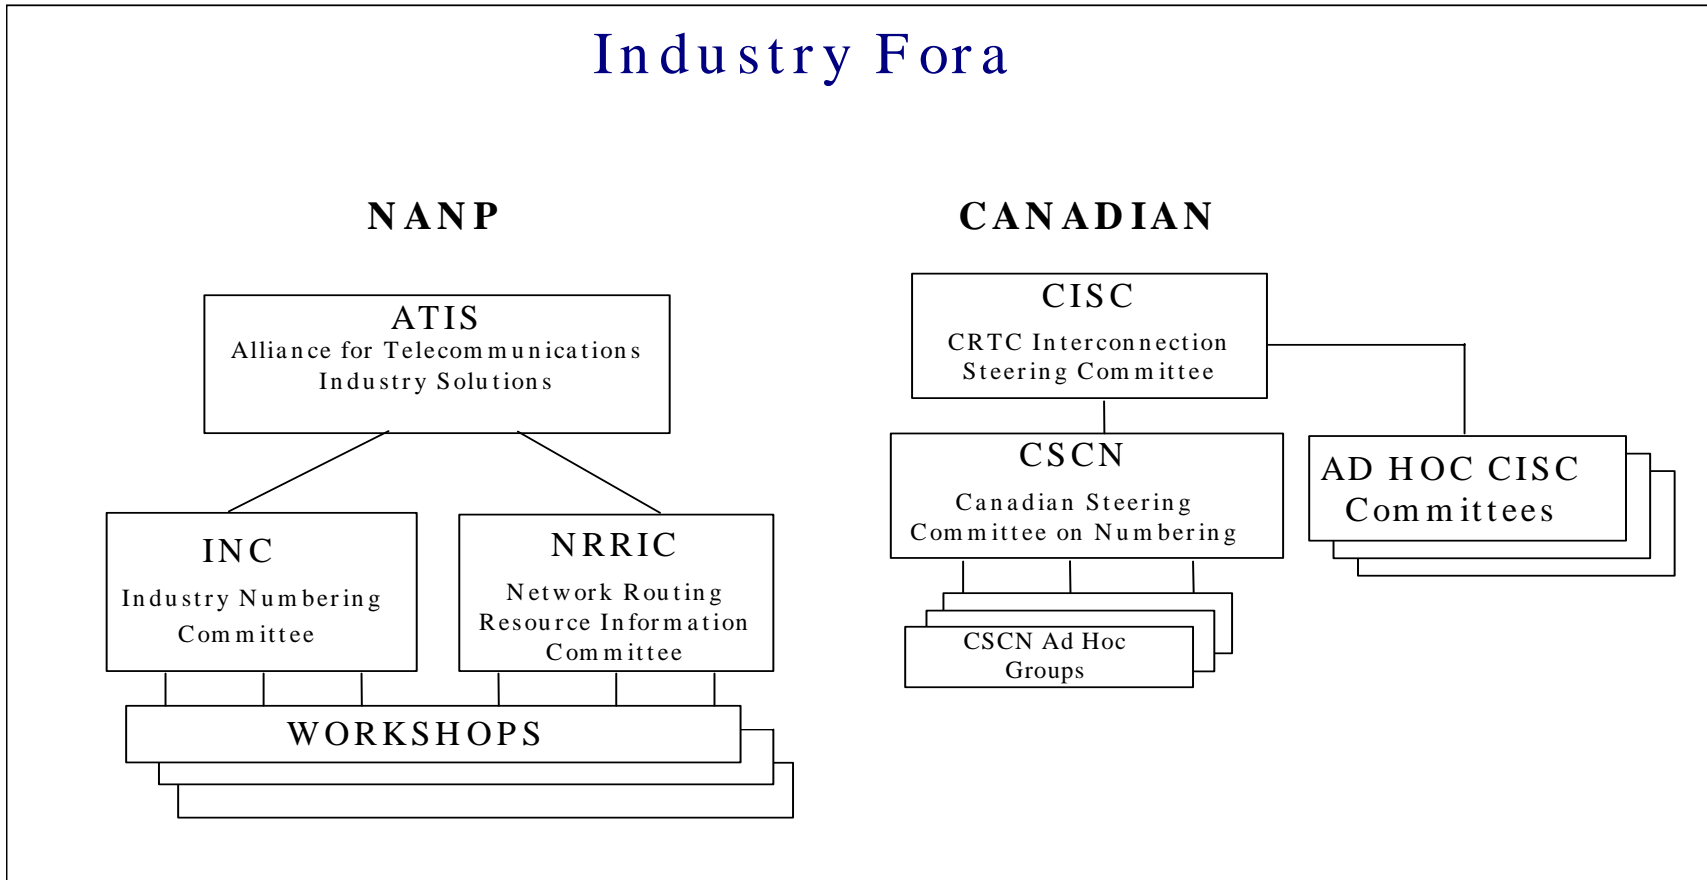 Industry Fora
NANP
ATIS
Alliance for Telecommunications
Industry Solutions
INC
Industry Numbering
Committee
NRRIC
Network Routing
Resource Information
Committee
WORKSHOPS
CANADIAN
CISC
CRTC Interconnection
Steering Committee
CSCN
Canadian Steering
Committee on Numbering
AD HOC CISC
Committees
CSCN Ad Hoc
Groups